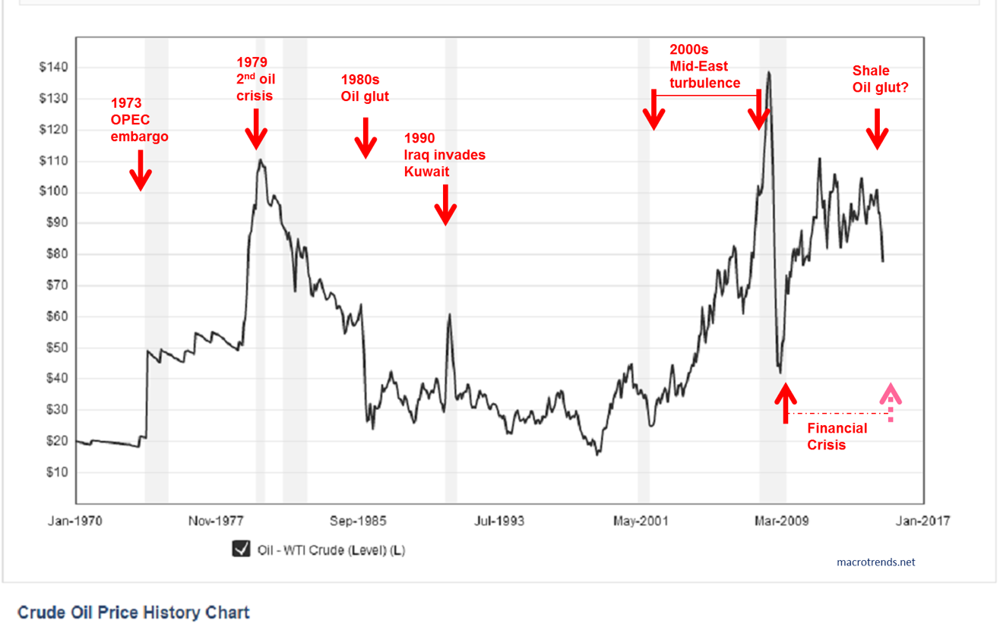 $140
$130
$120
$110
$100
$90
$80
$70
$60
$50
$40
$30
$20
$10
1973
OPEC
embargo
1979
2nd oil
crisis
1980s
Oil glut
1990
Iraq invades
Kuwait
2000s
Mid-East
turbulence
Shale
Oil glut?
Financial
Crisis
Jan-1970
Nov-1977
Sep-1985
Jul-1993
May-2001
Mar-2009
Jan-2017
Oil - WTI Crude (Level) (L)
macrotrends.net
Crude Oil Price History Chart